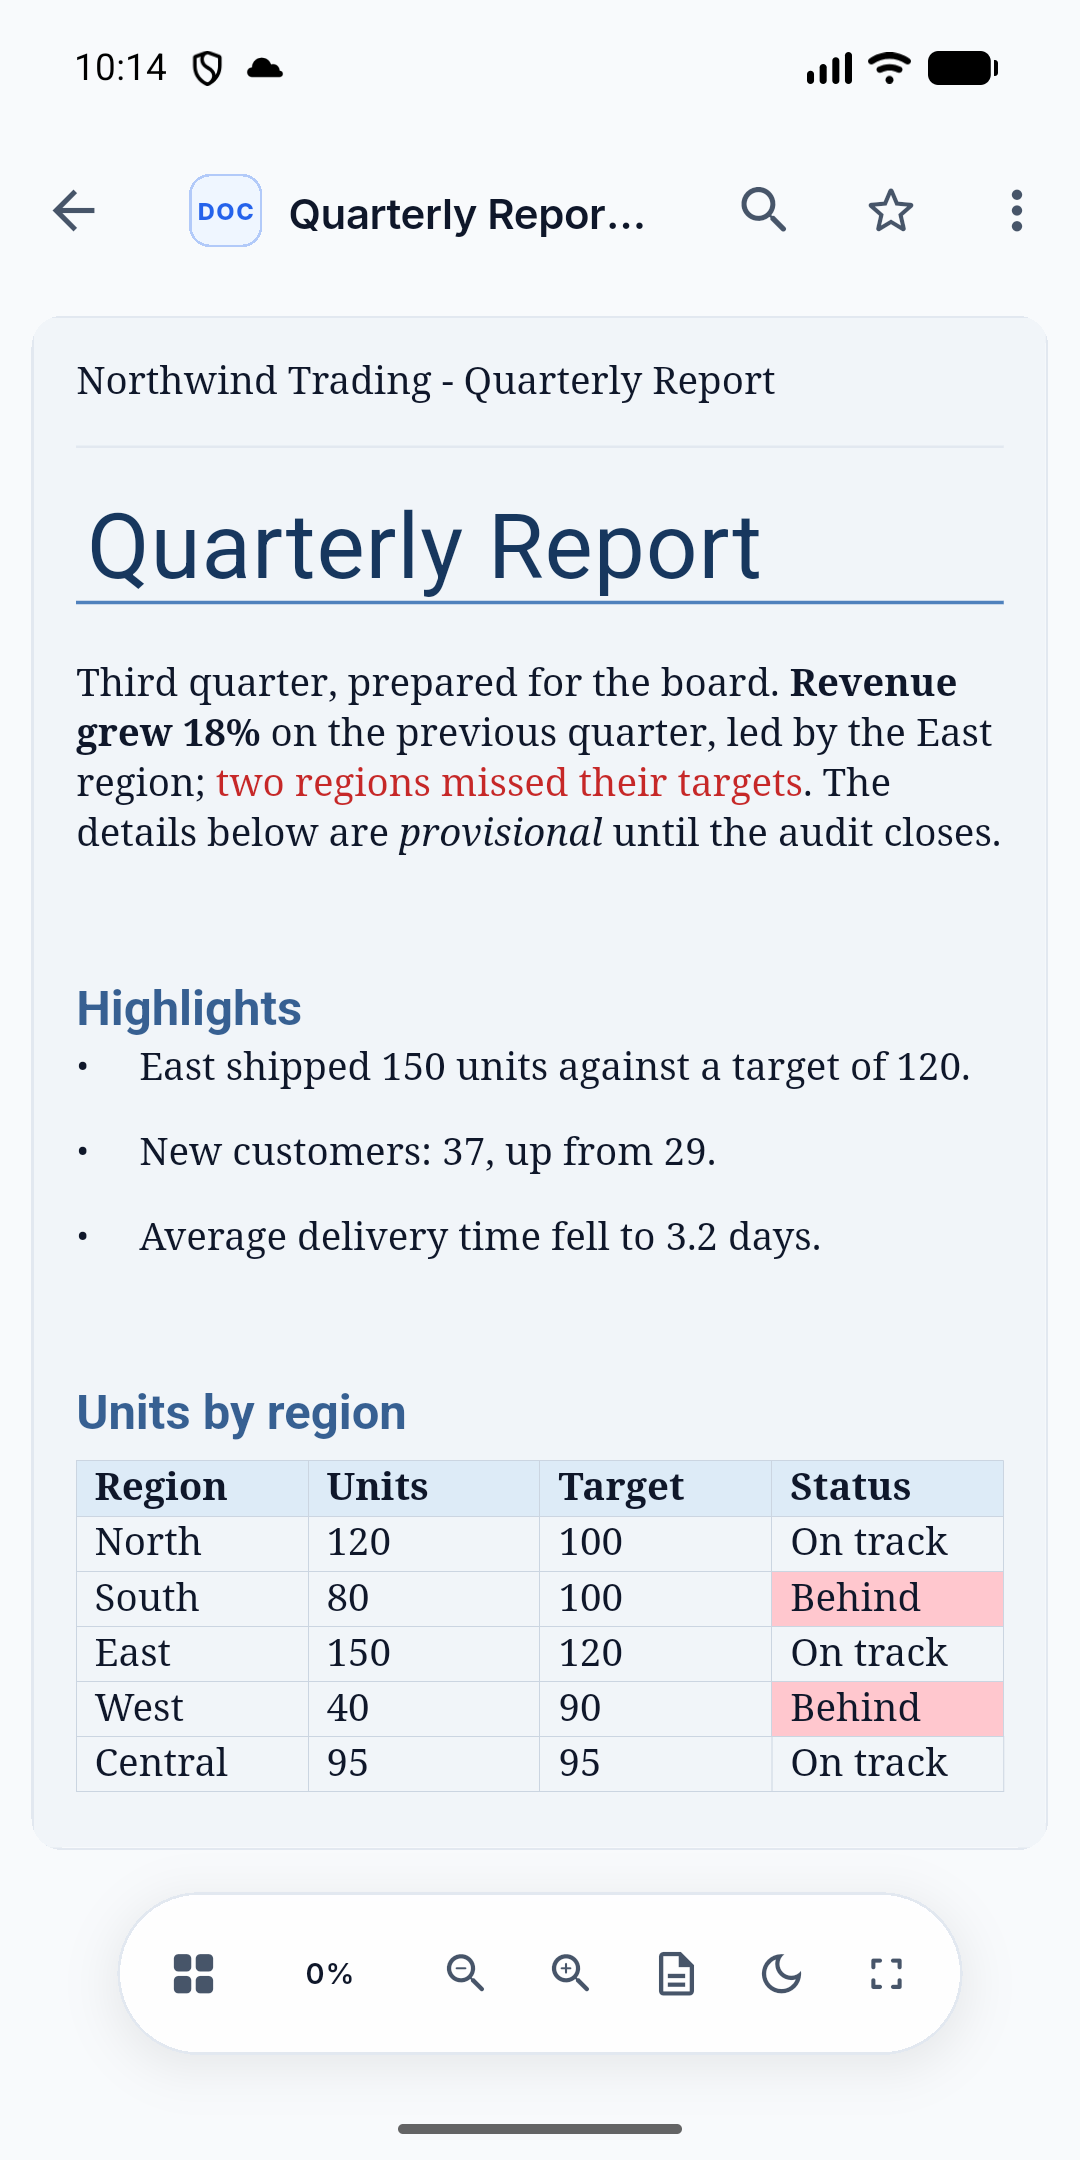 10:14
DOC Quarterly Repor...
Northwind Trading - Quarterly Report
Quarterly Report
Third quarter, prepared for the board. Revenue
grew 18% on the previous quarter, led by the East
region; two regions missed their targets. The
details below are provisional until the audit closes.
Highlights
• East shipped 150 units against a target of 120.
• New customers: 37, up from 29.
• Average delivery time fell to 3.2 days.
Units by region
Region Units Target Status
North 120 100 On track
South 80 100 Behind
East 150 120 On track
West 40 90 Behind
Central 95 95 On track
0%